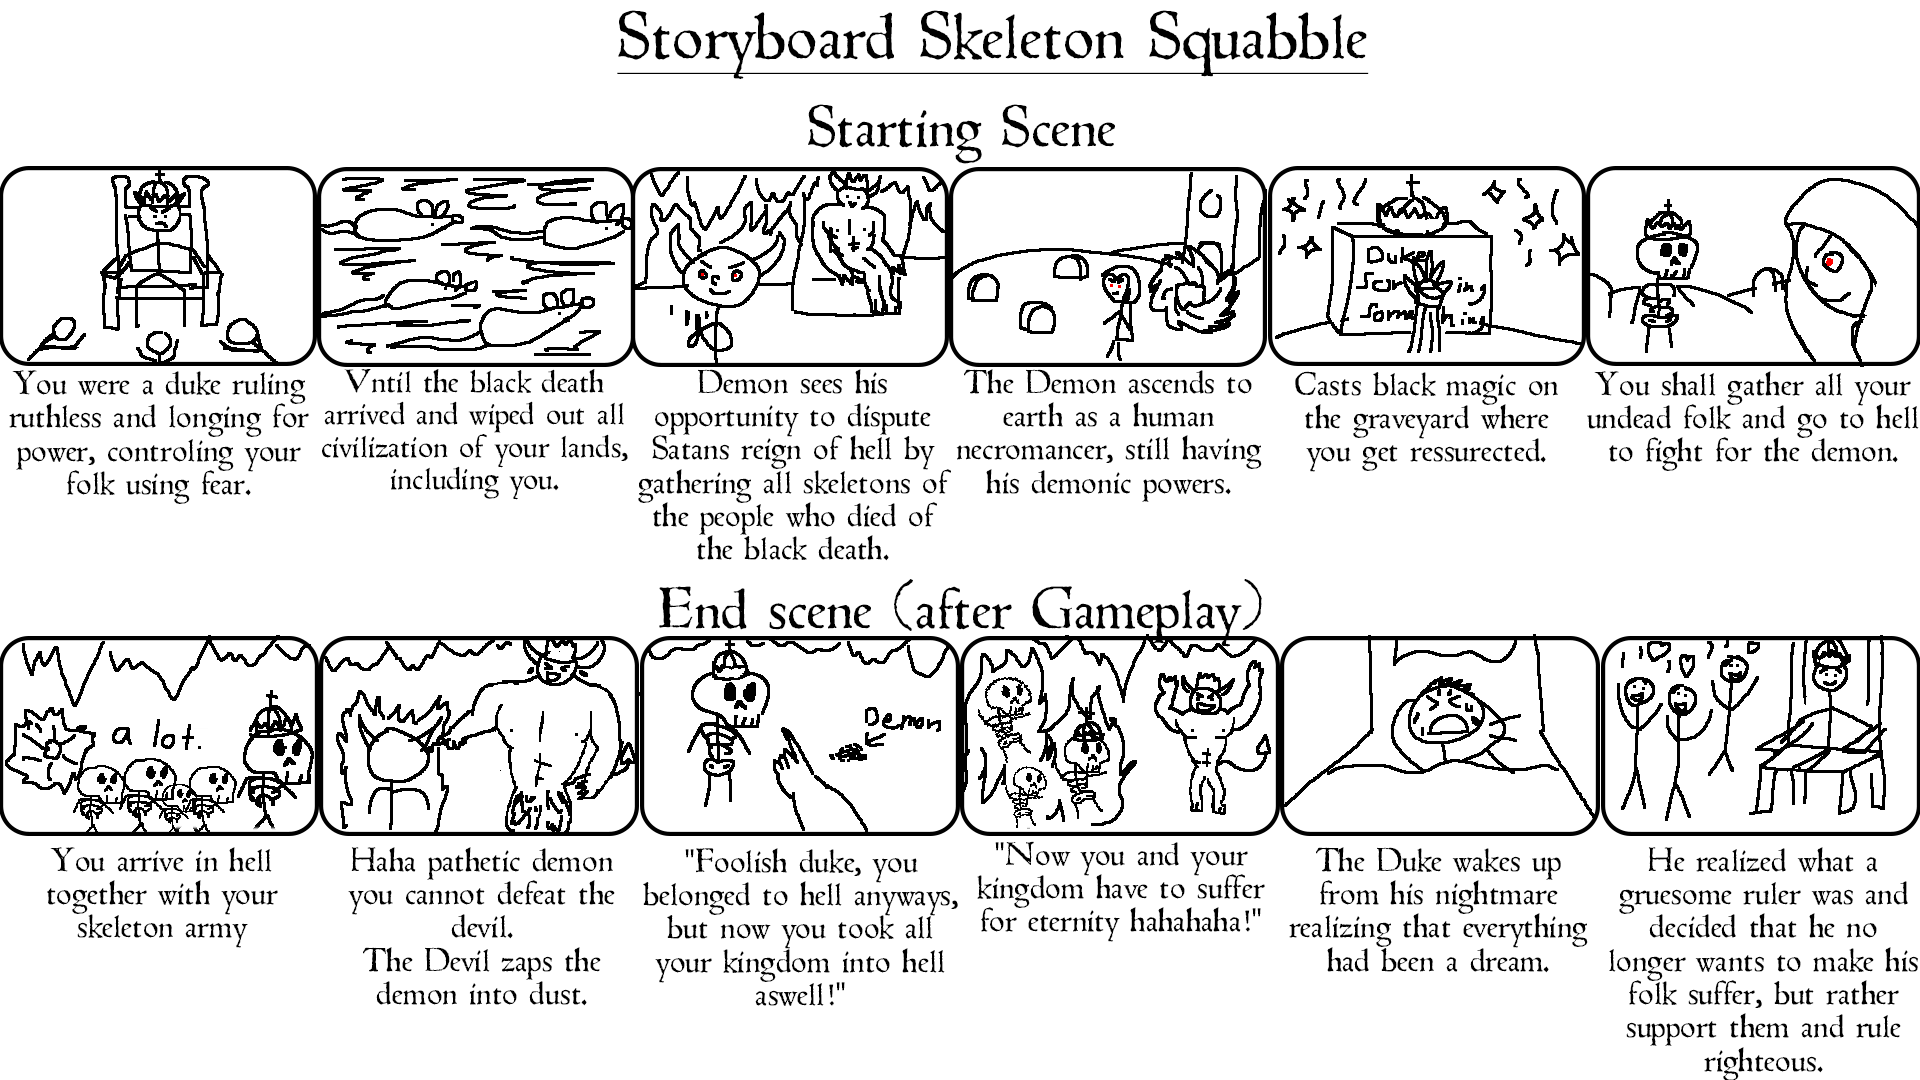 Storyboard Skeleton Squabble
Starting Scene
Duke
Som ing
Some hing
You were a duke ruling
ruthless and longing for
power, controling your
folk using fear.
Vntil the black death
arrived and wiped out all
civilization of your lands,
including you.
Demon sees his
opportunity to dispute
Satans reign of hell by
gathering all skeletons of
the people who died of
the black death.
The Demon ascends to
earth as a human
necromancer, still having
his demonic powers.
Casts black magic on
the graveyard where
you get ressurected.
You shall gather all your
undead folk and go to hell
to fight for the demon.
End scene (after Gameplay)
a lot.
Demon
You arrive in hell
together with your
skeleton army
Haha pathetic demon
you cannot defeat the
devil.
The Devil zaps the
demon into dust.
"Foolish duke, you
belonged to hell anyways,
but now you took all
your kingdom into hell
aswell!"
"Now you and your
kingdom have to suffer
for eternity hahahaha!"
The Duke wakes up
from his nightmare
realizing that everything
had been a dream.
He realized what a
gruesome ruler was and
decided that he no
longer wants to make his
folk suffer, but rather
support them and rule
righteous.